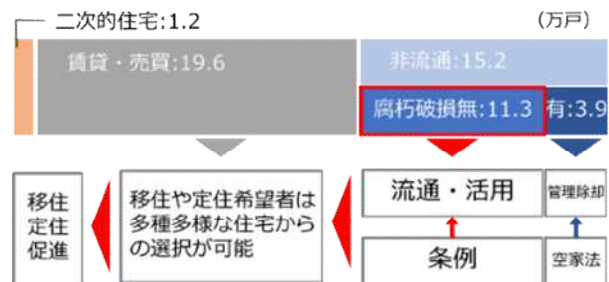 二次的住宅:1.2
（万戸）
賃貸・売買:19.6
非流通:15.2
腐朽破損無:11.3
有:3.9
移住
定住
促進
移住や定住希望者は
多種多様な住宅から
の選択が可能
流通・活用
管理除却
条例
空家法